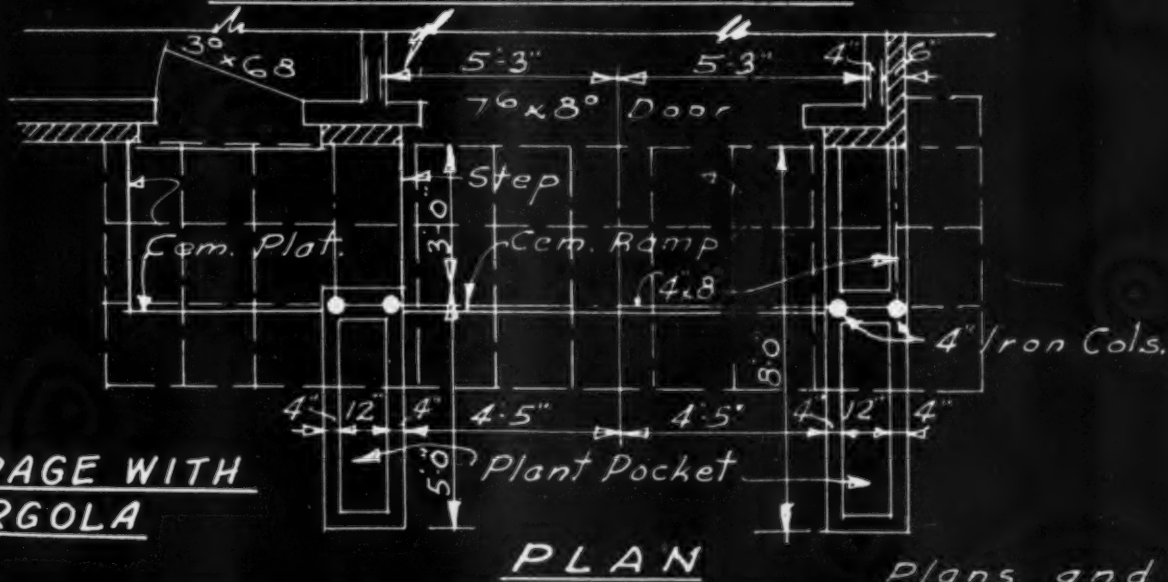 3⁰ × 6 8
5'-3" 5'-3" 4" 6"
7⁶ × 8⁰ Door
Step
3'-0"
Cem. Plat.
Cem. Ramp
4"x8"
4" Iron Cols.
8'-0"
4" 12" 4" 4'-5" 4'-5" 4" 12" 4"
5'-0"
Plant Pocket
RAGE WITH
RGOLA
PLAN
Plans and